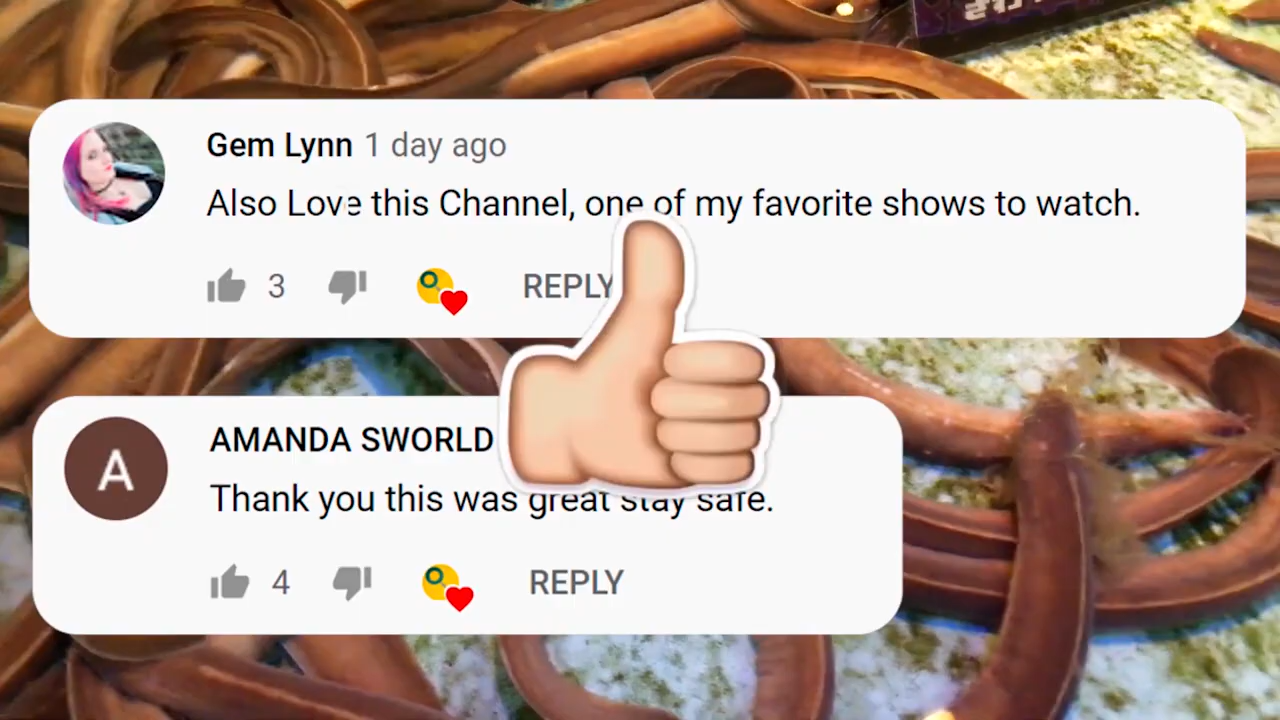 Gem Lynn 1 day ago
Also Love this Channel, one of my favorite shows to watch.
3 REPLY
A
AMANDA SWORLD
Thank you this was great stay safe.
4 REPLY